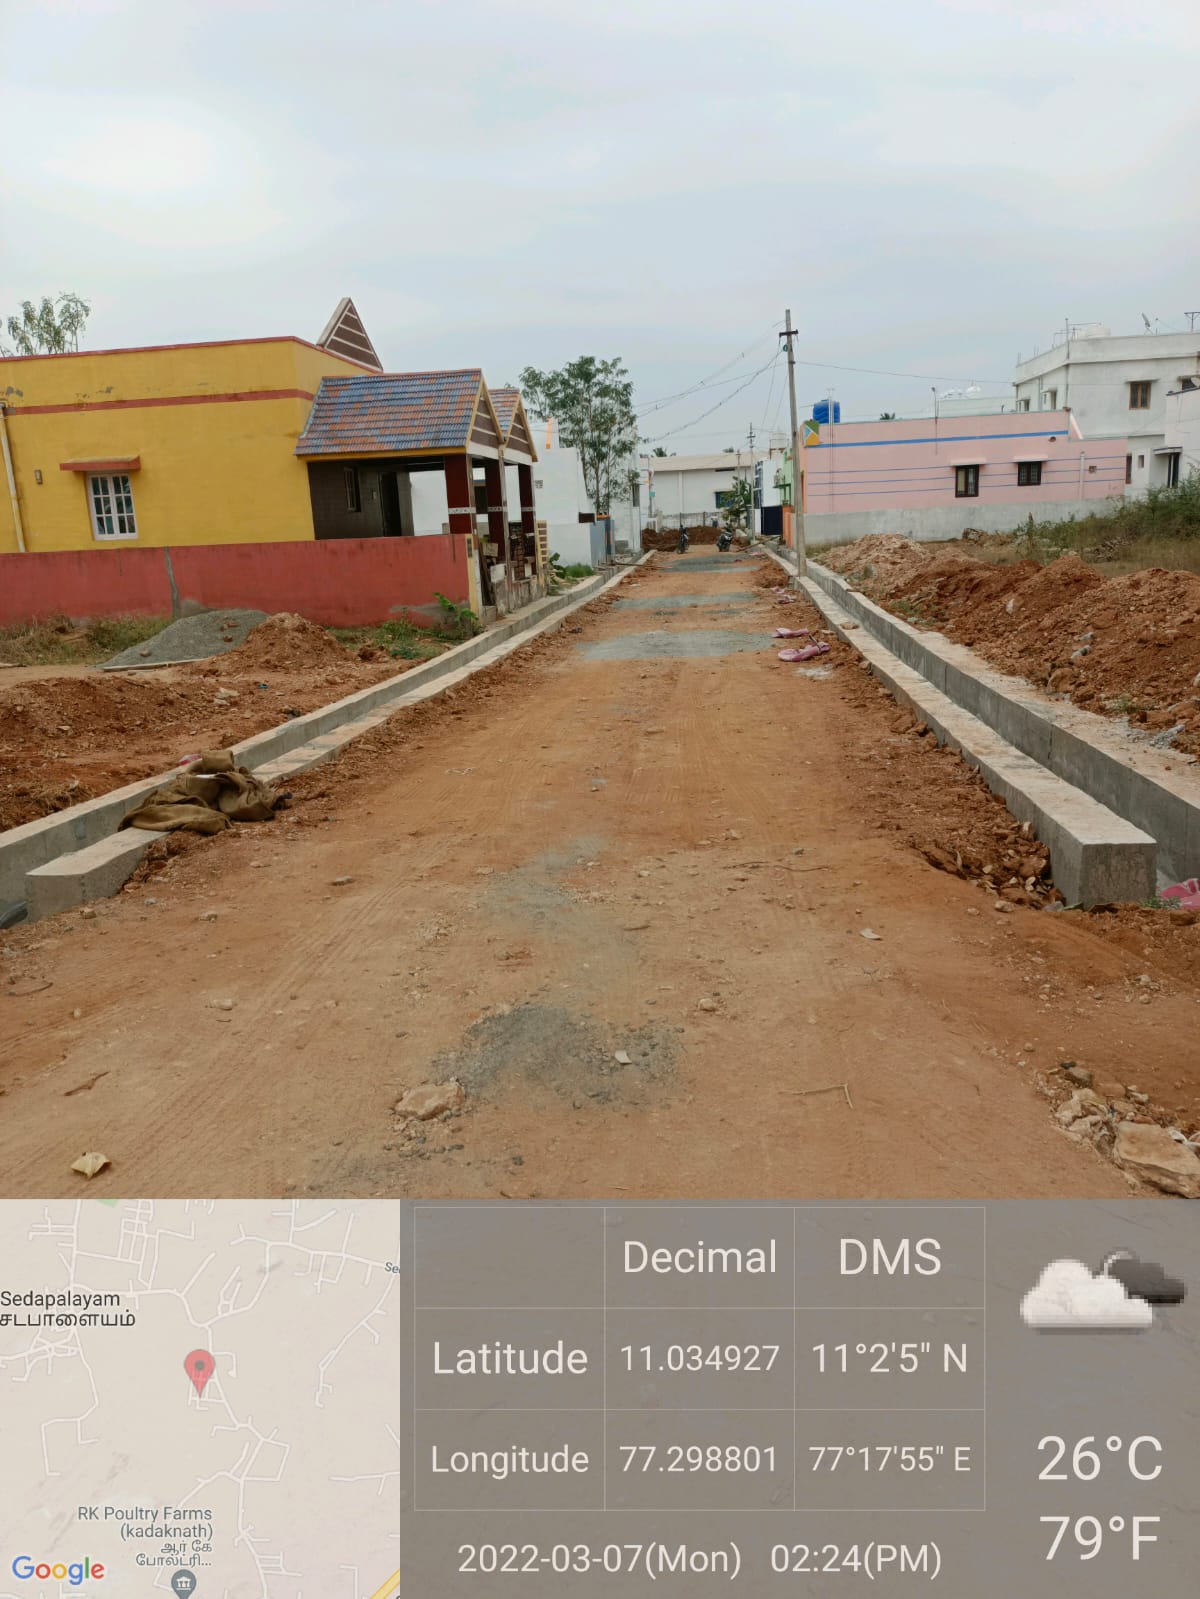 Sedapalayam
சடபாளையம்
RK Poultry Farms
(kadaknath)
ஆர் கே
போல்ட்ரி...
Google
Decimal DMS
Latitude 11.034927 11°2'5" N
Longitude 77.298801 77°17'55" E
2022-03-07(Mon) 02:24(PM)
26°C
79°F